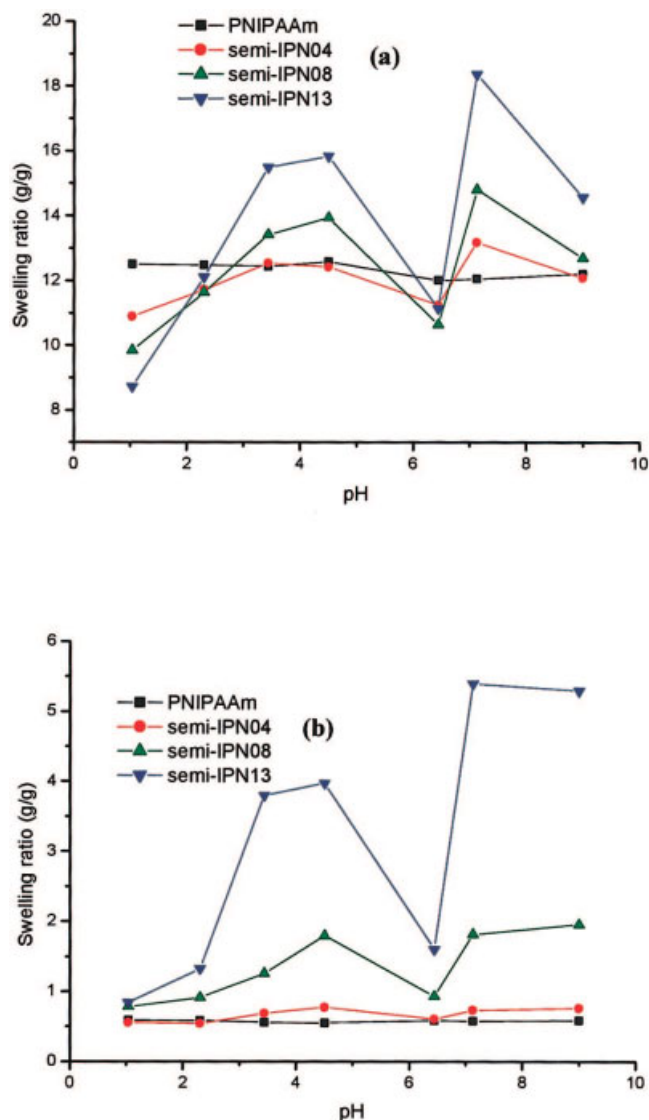 PNIPAAm
semi-IPN04
semi-IPN08
semi-IPN13
(a)
Swelling ratio (g/g)
20
18
16
14
12
10
8
0 2 4 6 8 10
pH
PNIPAAm
semi-IPN04
semi-IPN08
semi-IPN13
(b)
Swelling ratio (g/g)
6
5
4
3
2
1
0
0 2 4 6 8 10
pH